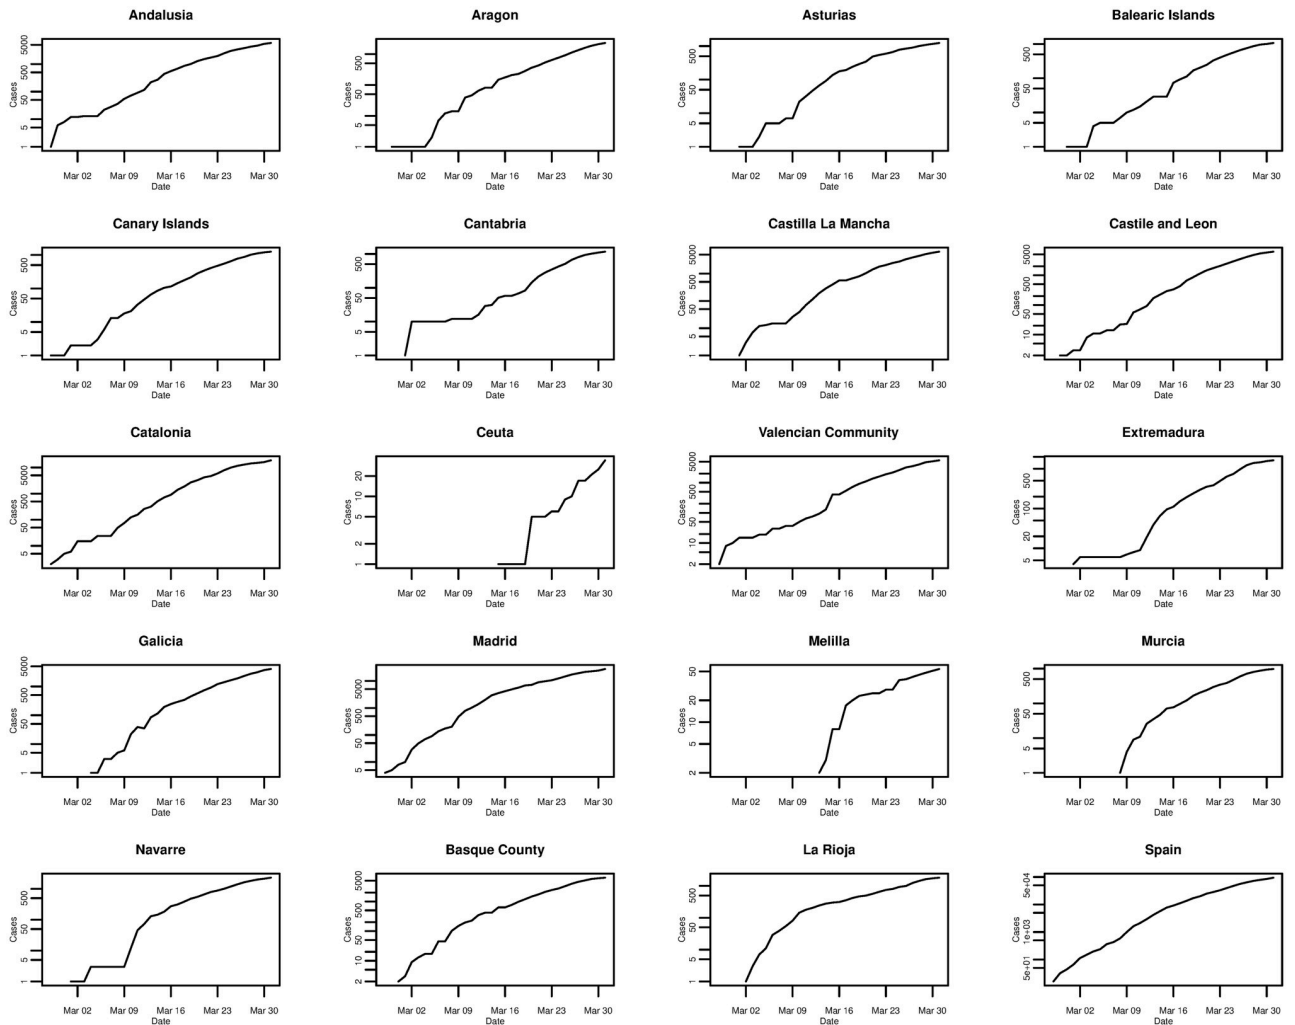 Andalusia Aragon Asturias Balearic Islands
Cases 1 5 50 500 5000
Mar 02 Mar 09 Mar 16 Mar 23 Mar 30
Date
Cases 1 5 50 500
Mar 02 Mar 09 Mar 16 Mar 23 Mar 30
Date
Cases 1 5 50 500
Mar 02 Mar 09 Mar 16 Mar 23 Mar 30
Date
Cases 1 5 50 500
Mar 02 Mar 09 Mar 16 Mar 23 Mar 30
Date
Canary Islands Cantabria Castilla La Mancha Castile and Leon
Cases 1 5 50 500
Mar 02 Mar 09 Mar 16 Mar 23 Mar 30
Date
Cases 1 5 50 500
Mar 02 Mar 09 Mar 16 Mar 23 Mar 30
Date
Cases 1 5 50 500 5000
Mar 02 Mar 09 Mar 16 Mar 23 Mar 30
Date
Cases 2 10 50 500 5000
Mar 02 Mar 09 Mar 16 Mar 23 Mar 30
Date
Catalonia Ceuta Valencian Community Extremadura
Cases 5 50 500 5000
Mar 02 Mar 09 Mar 16 Mar 23 Mar 30
Date
Cases 1 2 5 10 20
Mar 02 Mar 09 Mar 16 Mar 23 Mar 30
Date
Cases 2 10 50 500 5000
Mar 02 Mar 09 Mar 16 Mar 23 Mar 30
Date
Cases 5 20 100 500
Mar 02 Mar 09 Mar 16 Mar 23 Mar 30
Date
Galicia Madrid Melilla Murcia
Cases 1 5 50 500 5000
Mar 02 Mar 09 Mar 16 Mar 23 Mar 30
Date
Cases 5 50 500 5000
Mar 02 Mar 09 Mar 16 Mar 23 Mar 30
Date
Cases 2 5 10 20 50
Mar 02 Mar 09 Mar 16 Mar 23 Mar 30
Date
Cases 1 5 50 500
Mar 02 Mar 09 Mar 16 Mar 23 Mar 30
Date
Navarre Basque County La Rioja Spain
Cases 1 5 50 500
Mar 02 Mar 09 Mar 16 Mar 23 Mar 30
Date
Cases 2 10 50 500 5000
Mar 02 Mar 09 Mar 16 Mar 23 Mar 30
Date
Cases 1 5 50 500
Mar 02 Mar 09 Mar 16 Mar 23 Mar 30
Date
Cases 5e+01 1e+03 5e+04
Mar 02 Mar 09 Mar 16 Mar 23 Mar 30
Date